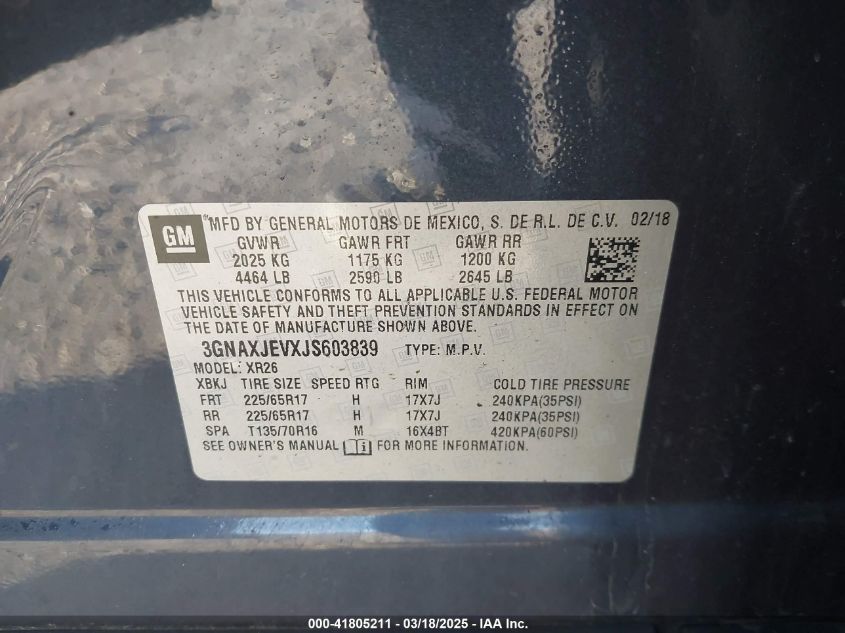 GM ®MFD BY GENERAL MOTORS DE MEXICO, S. DE R.L. DE C.V. 02/18
GVWR GAWR FRT GAWR RR
2025 KG 1175 KG 1200 KG
4464 LB 2590 LB 2645 LB
THIS VEHICLE CONFORMS TO ALL APPLICABLE U.S. FEDERAL MOTOR
VEHICLE SAFETY AND THEFT PREVENTION STANDARDS IN EFFECT ON
THE DATE OF MANUFACTURE SHOWN ABOVE.
3GNAXJEVXJS603839 TYPE: M.P.V.
MODEL: XR26
XBKJ TIRE SIZE SPEED RTG RIM COLD TIRE PRESSURE
FRT 225/65R17 H 17X7J 240KPA(35PSI)
RR 225/65R17 H 17X7J 240KPA(35PSI)
SPA T135/70R16 M 16X4BT 420KPA(60PSI)
SEE OWNER'S MANUAL FOR MORE INFORMATION.
000-41805211 - 03/18/2025 - IAA Inc.